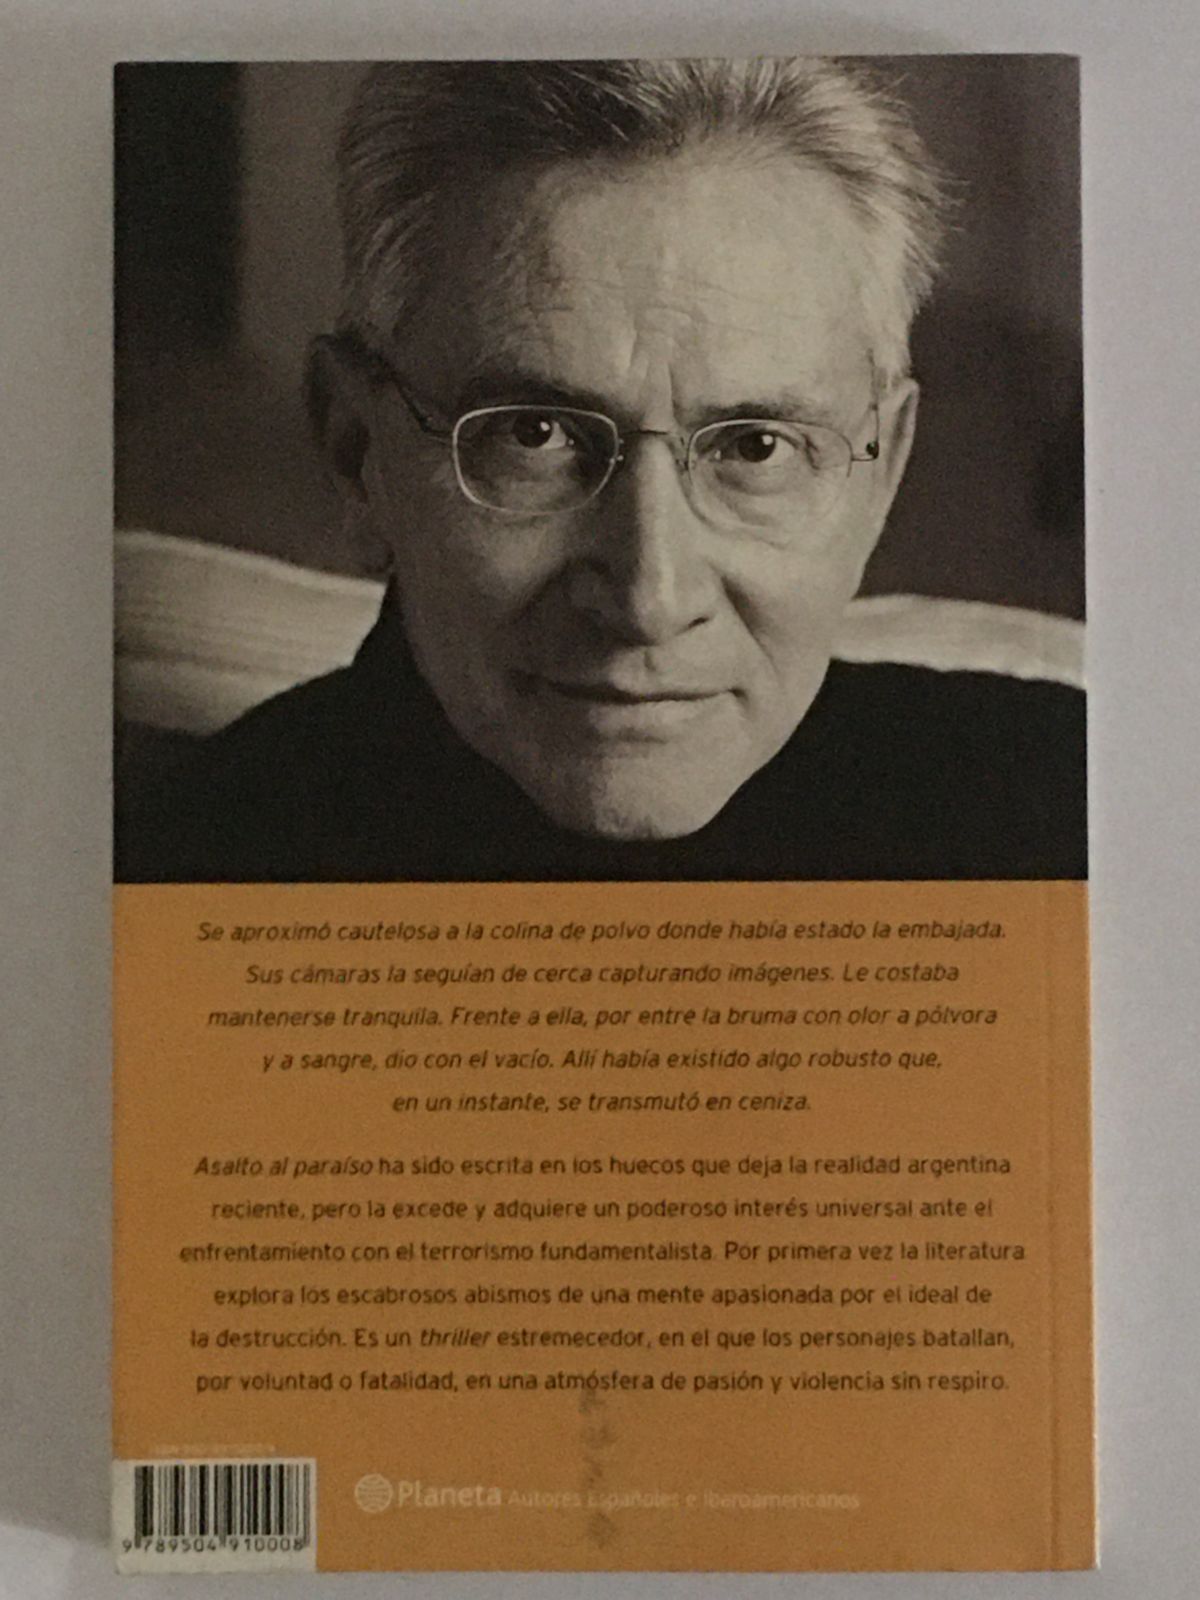 Se aproximó cautelosa a la colina de polvo donde había estado la embajada.
Sus cámaras la seguían de cerca capturando imágenes. Le costaba
mantenerse tranquila. Frente a ella, por entre la bruma con olor a pólvora
y a sangre, dio con el vacío. Allí había existido algo robusto que,
en un instante, se transmutó en ceniza.
Asalto al paraíso ha sido escrita en los huecos que deja la realidad argentina
reciente, pero la excede y adquiere un poderoso interés universal ante el
enfrentamiento con el terrorismo fundamentalista. Por primera vez la literatura
explora los escabrosos abismos de una mente apasionada por el ideal de
la destrucción. Es un thriller estremecedor, en el que los personajes batallan,
por voluntad o fatalidad, en una atmósfera de pasión y violencia sin respiro.
Planeta Autores Españoles e Iberoamericanos
9 789504 910008